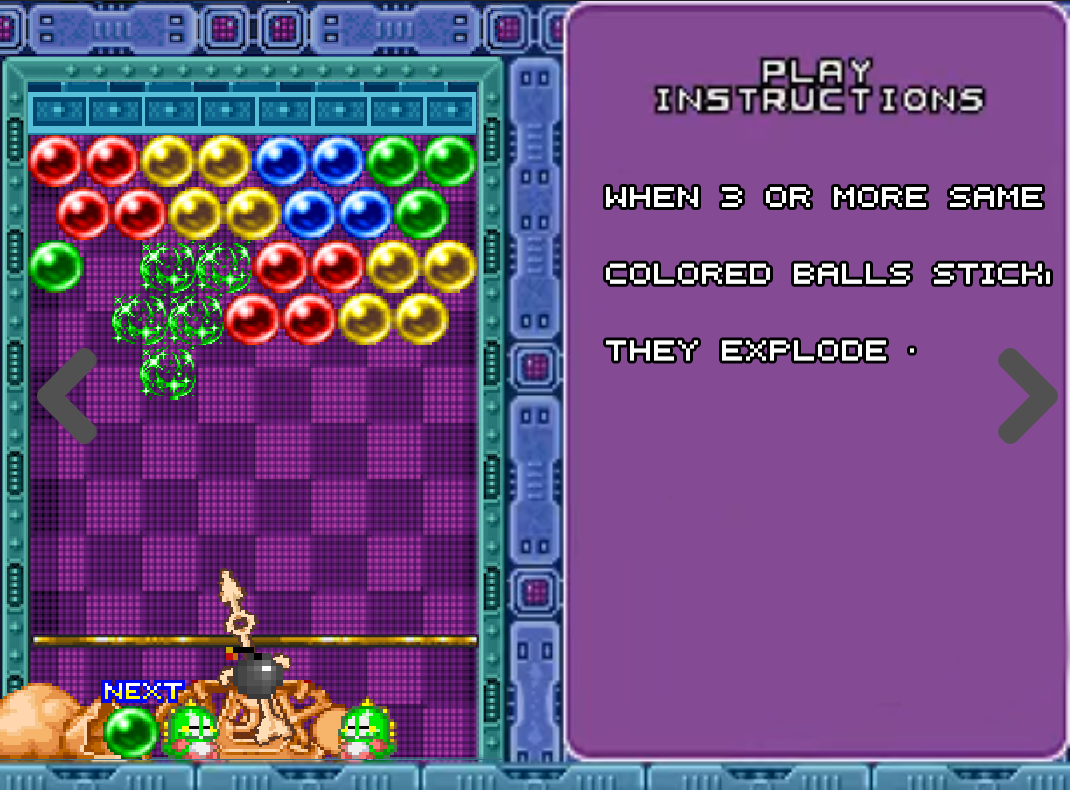 PLAY
INSTRUCTIONS
WHEN 3 OR MORE SAME
COLORED BALLS STICK,
THEY EXPLODE .
NEXT